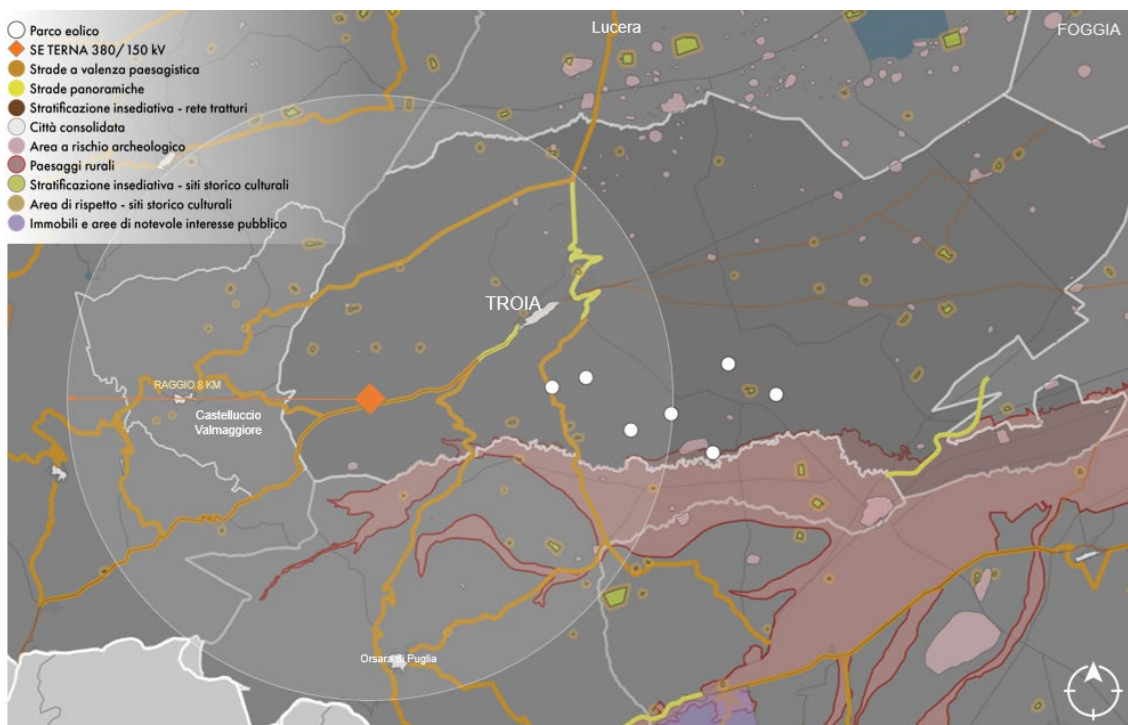 Parco eolico
SE TERNA 380/150 kV
Strade a valenza paesagistica
Strade panoramiche
Stratificazione insediativa - rete tratturi
Città consolidata
Area a rischio archeologico
Paesaggi rurali
Stratificazione insediativa - siti storico culturali
Area di rispetto - siti storico culturali
Immobili e aree di notevole interesse pubblico
Lucera
FOGGIA
TROIA
RAGGIO 8 KM
Castelluccio
Valmaggiore
Orsara di Puglia